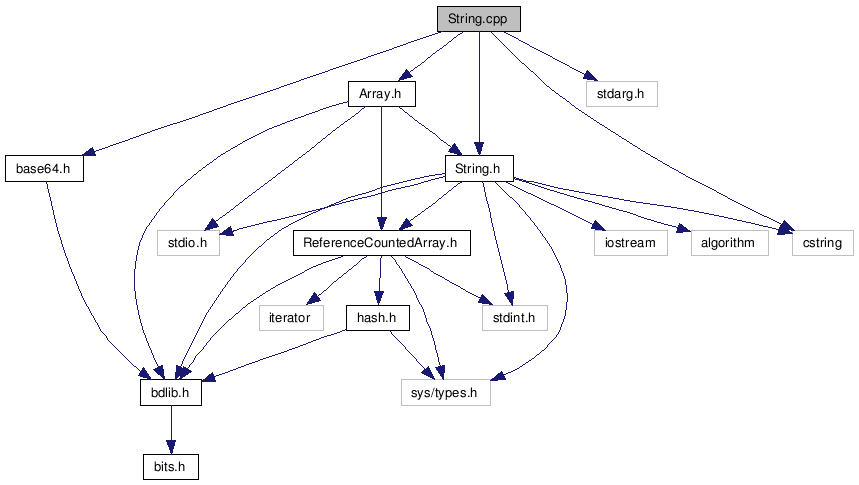 String.cpp
Array.h
stdarg.h
base64.h
String.h
stdio.h
ReferenceCountedArray.h
iostream
algorithm
cstring
iterator
hash.h
stdint.h
bdlib.h
sys/types.h
bits.h